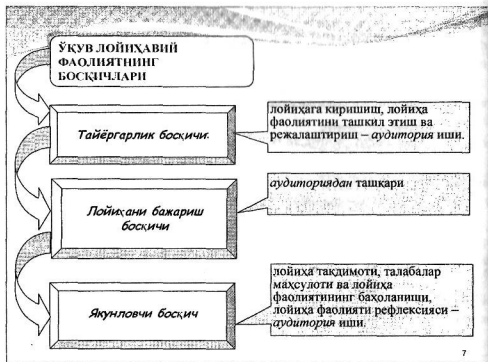 ЎҚУВ ЛОЙИҲАВИЙ
ФАОЛИЯТНИНГ
БОСҚИЧЛАРИ
Тайёргарлик босқичи
лойиҳага киришиш, лойиҳа
фаолиятини ташкил этиш ва
режалаштириш – аудитория иши.
Лойиҳани бажариш
босқичи
аудиториядан ташқари
Якунловчи босқич
лойиҳа тақдимоти, талабалар
маҳсулоти ва лойиҳа
фаолиятининг баҳоланиши,
лойиҳа фаолияти рефлексияси –
аудитория иши.
7